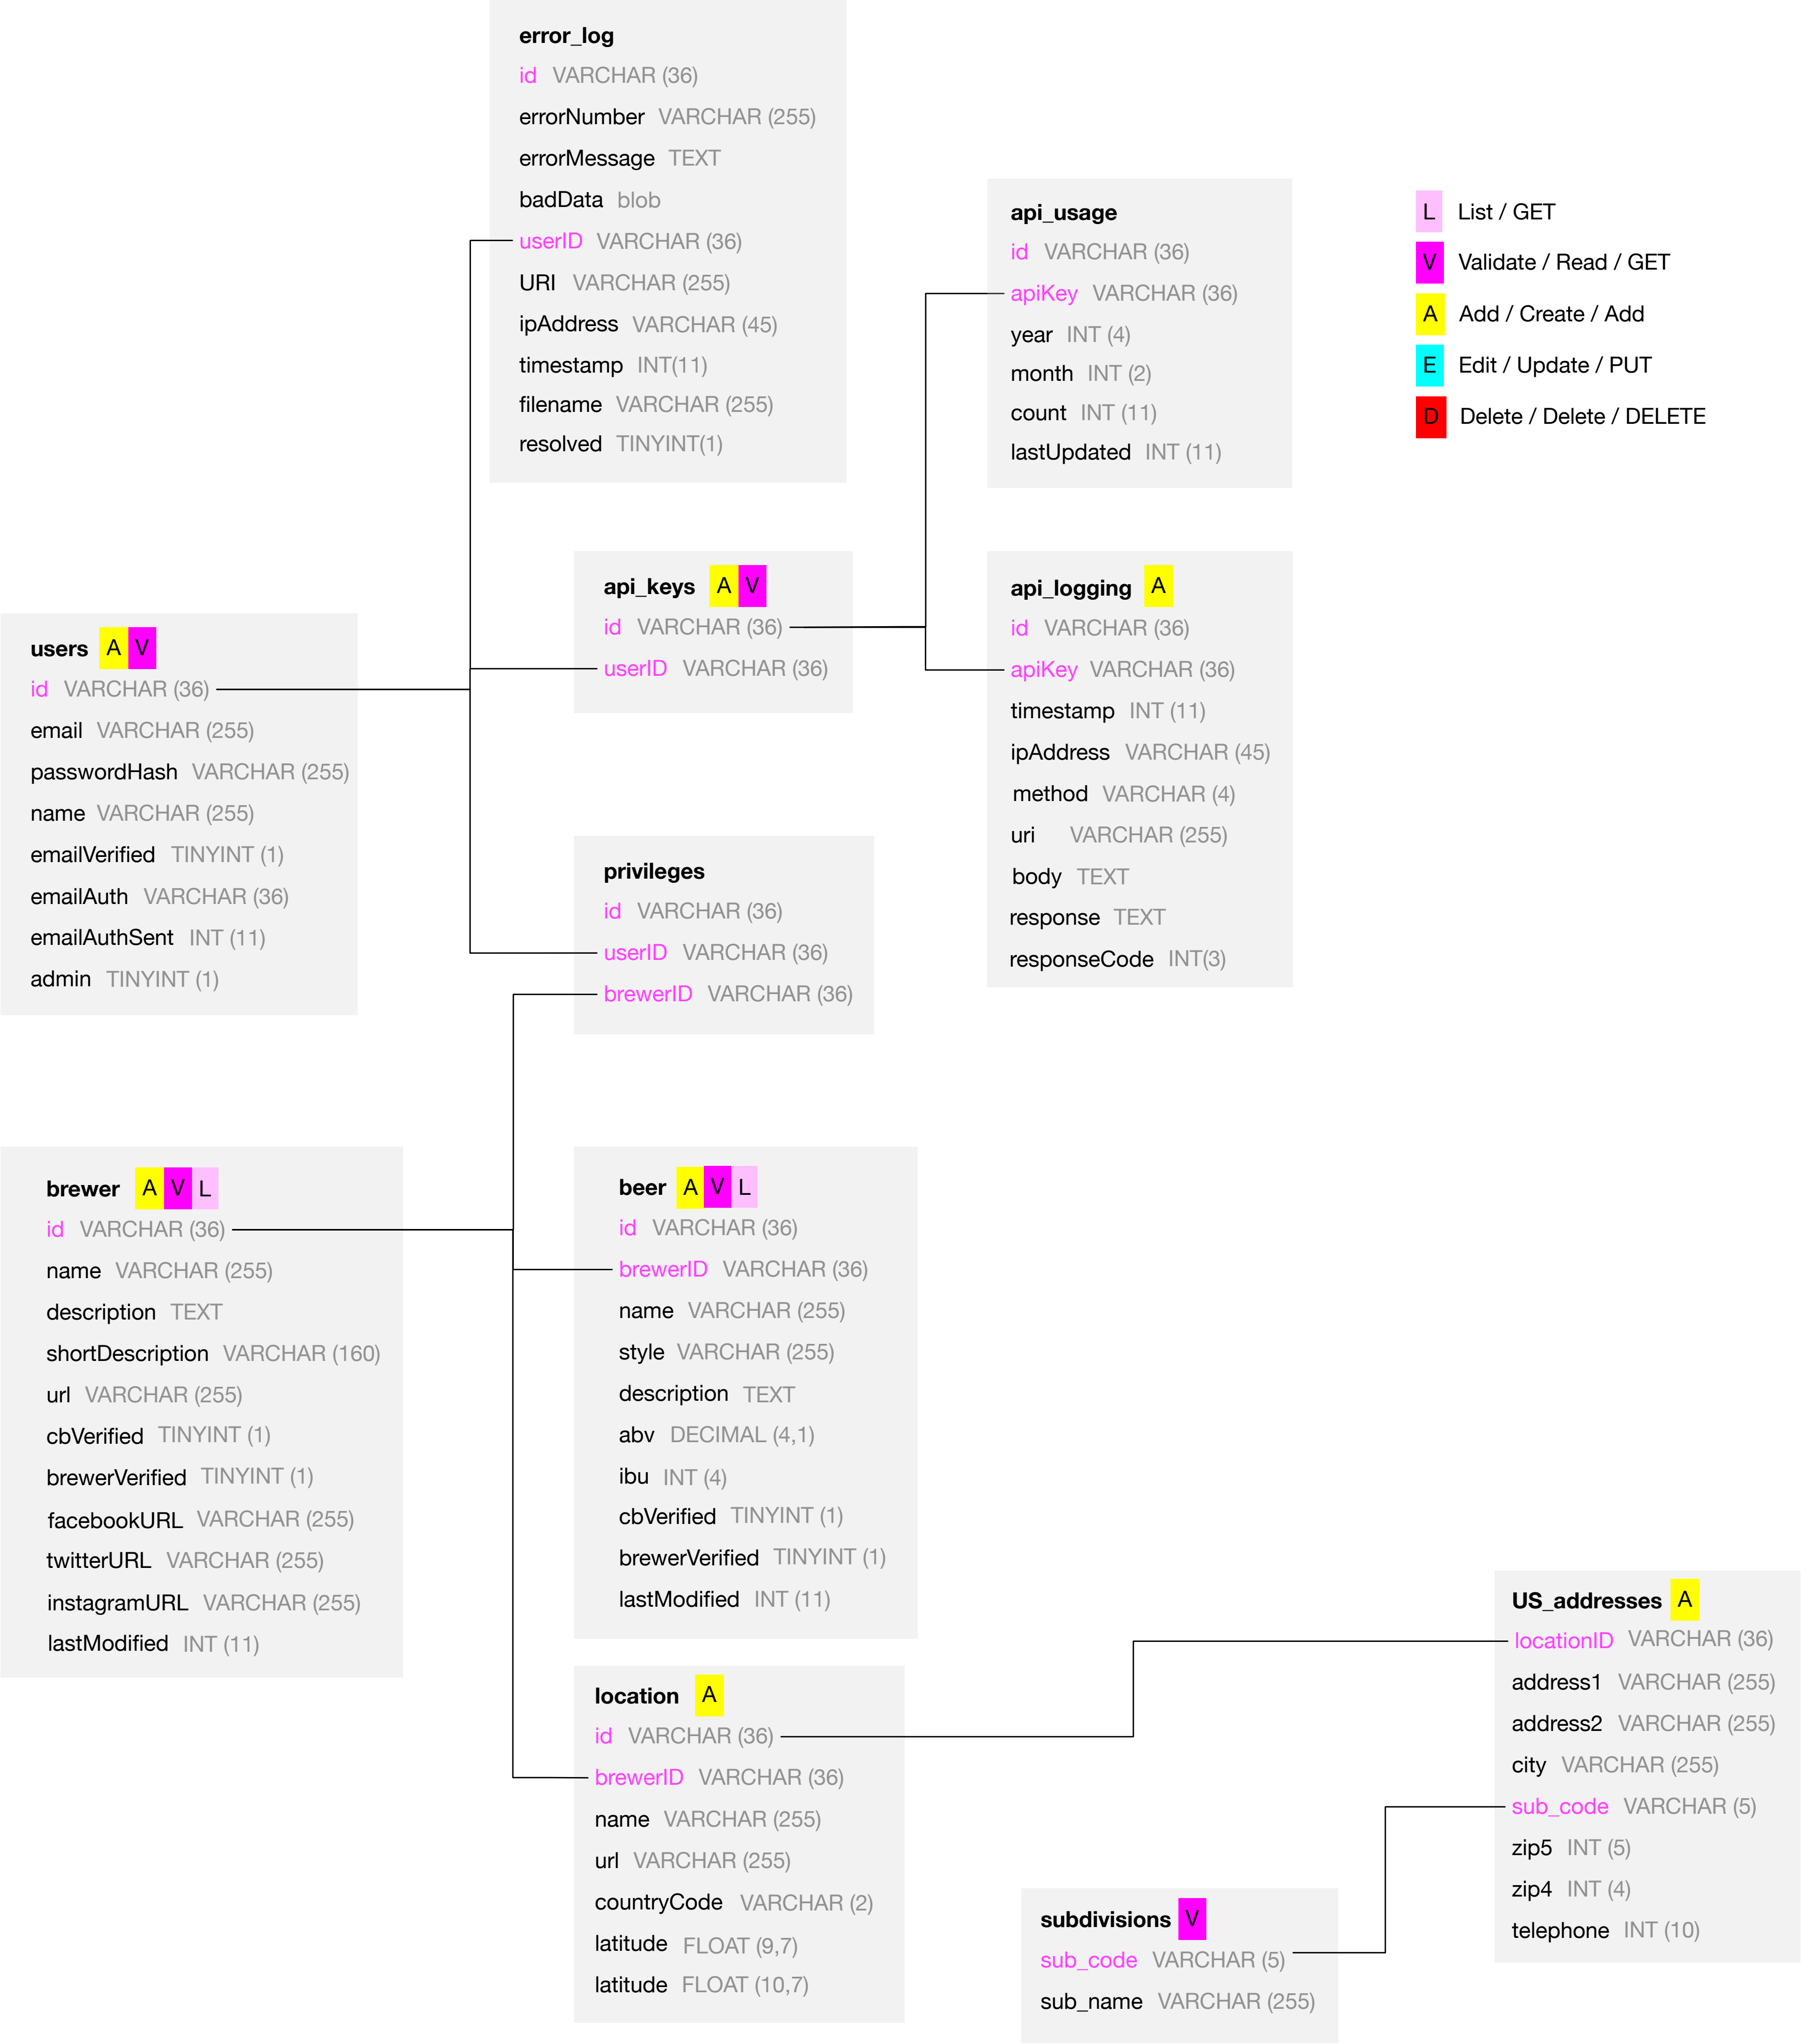 error_log
id VARCHAR (36)
errorNumber VARCHAR (255)
errorMessage TEXT
badData blob
userID VARCHAR (36)
URI VARCHAR (255)
ipAddress VARCHAR (45)
timestamp INT(11)
filename VARCHAR (255)
resolved TINYINT(1)
api_usage
id VARCHAR (36)
apiKey VARCHAR (36)
year INT (4)
month INT (2)
count INT (11)
lastUpdated INT (11)
L List / GET
V Validate / Read / GET
A Add / Create / Add
E Edit / Update / PUT
D Delete / Delete / DELETE
users A V
id VARCHAR (36)
email VARCHAR (255)
passwordHash VARCHAR (255)
name VARCHAR (255)
emailVerified TINYINT (1)
emailAuth VARCHAR (36)
emailAuthSent INT (11)
admin TINYINT (1)
api_keys A V
id VARCHAR (36)
userID VARCHAR (36)
api_logging A
id VARCHAR (36)
apiKey VARCHAR (36)
timestamp INT (11)
ipAddress VARCHAR (45)
method VARCHAR (4)
uri VARCHAR (255)
body TEXT
response TEXT
responseCode INT(3)
privileges
id VARCHAR (36)
userID VARCHAR (36)
brewerID VARCHAR (36)
brewer A V L
id VARCHAR (36)
name VARCHAR (255)
description TEXT
shortDescription VARCHAR (160)
url VARCHAR (255)
cbVerified TINYINT (1)
brewerVerified TINYINT (1)
facebookURL VARCHAR (255)
twitterURL VARCHAR (255)
instagramURL VARCHAR (255)
lastModified INT (11)
beer A V L
id VARCHAR (36)
brewerID VARCHAR (36)
name VARCHAR (255)
style VARCHAR (255)
description TEXT
abv DECIMAL (4,1)
ibu INT (4)
cbVerified TINYINT (1)
brewerVerified TINYINT (1)
lastModified INT (11)
location A
id VARCHAR (36)
brewerID VARCHAR (36)
name VARCHAR (255)
url VARCHAR (255)
countryCode VARCHAR (2)
latitude FLOAT (9,7)
latitude FLOAT (10,7)
US_addresses A
locationID VARCHAR (36)
address1 VARCHAR (255)
address2 VARCHAR (255)
city VARCHAR (255)
sub_code VARCHAR (5)
zip5 INT (5)
zip4 INT (4)
telephone INT (10)
subdivisions V
sub_code VARCHAR (5)
sub_name VARCHAR (255)